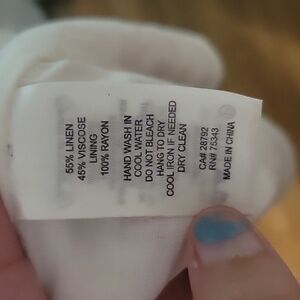 55% LINEN
45% VISCOSE
LINING
100% RAYON
HAND WASH IN
COOL WATER
DO NOT BLEACH
HANG TO DRY
COOL IRON IF NEEDED
DRY CLEAN
CA# 28792
RN# 75343
MADE IN CHINA